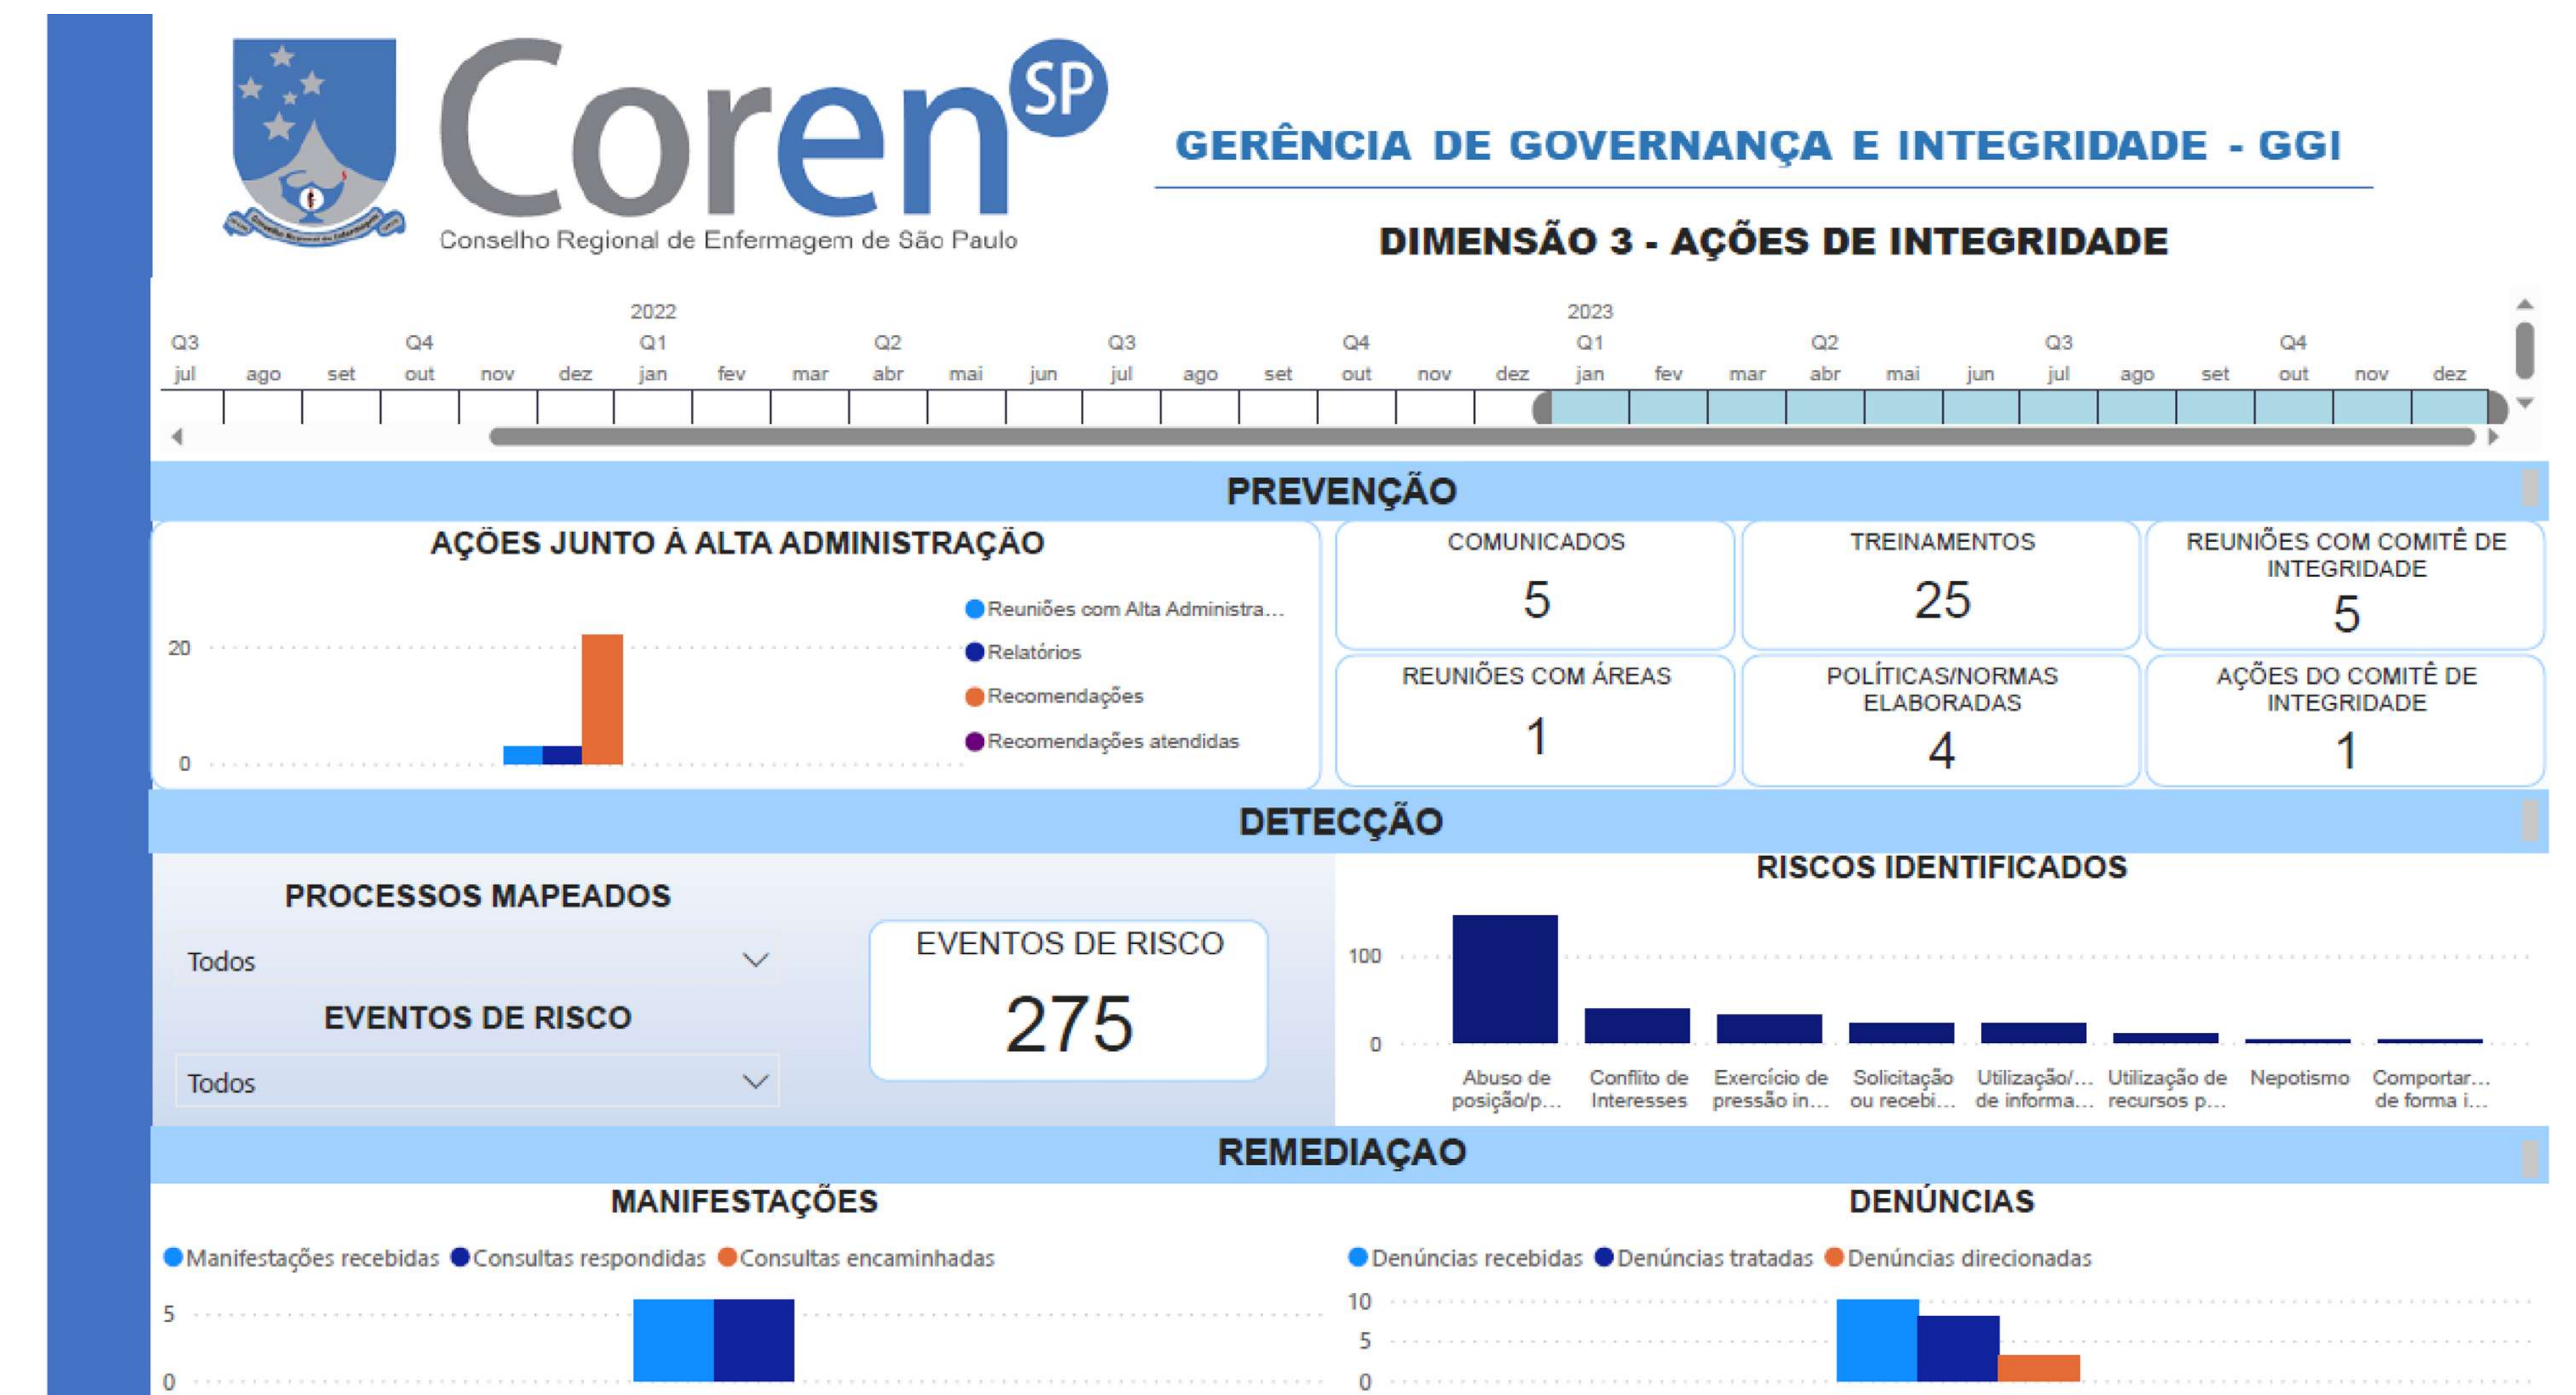 Coren SP
Conselho Regional de Enfermagem de São Paulo
GERÊNCIA DE GOVERNANÇA E INTEGRIDADE - GGI
DIMENSÃO 3 - AÇÕES DE INTEGRIDADE
2022 2023
Q3 Q4 Q1 Q2 Q3 Q4 Q1 Q2 Q3 Q4
jul ago set out nov dez jan fev mar abr mai jun jul ago set out nov dez jan fev mar abr mai jun jul ago set out nov dez
PREVENÇÃO
AÇÕES JUNTO À ALTA ADMINISTRAÇÃO
Reuniões com Alta Administra...
Relatórios
Recomendações
Recomendações atendidas
20
0
COMUNICADOS
5
TREINAMENTOS
25
REUNIÕES COM COMITÊ DE
INTEGRIDADE
5
REUNIÕES COM ÁREAS
1
POLÍTICAS/NORMAS
ELABORADAS
4
AÇÕES DO COMITÊ DE
INTEGRIDADE
1
DETECÇÃO
PROCESSOS MAPEADOS
Todos
EVENTOS DE RISCO
Todos
EVENTOS DE RISCO
275
RISCOS IDENTIFICADOS
100
0
Abuso de
posição/p...
Conflito de
Interesses
Exercício de
pressão in...
Solicitação
ou recebi...
Utilização/...
de informa...
Utilização de
recursos p...
Nepotismo
Comportar...
de forma i...
REMEDIAÇAO
MANIFESTAÇÕES
Manifestações recebidas Consultas respondidas Consultas encaminhadas
5
0
DENÚNCIAS
Denúncias recebidas Denúncias tratadas Denúncias direcionadas
10
5
0